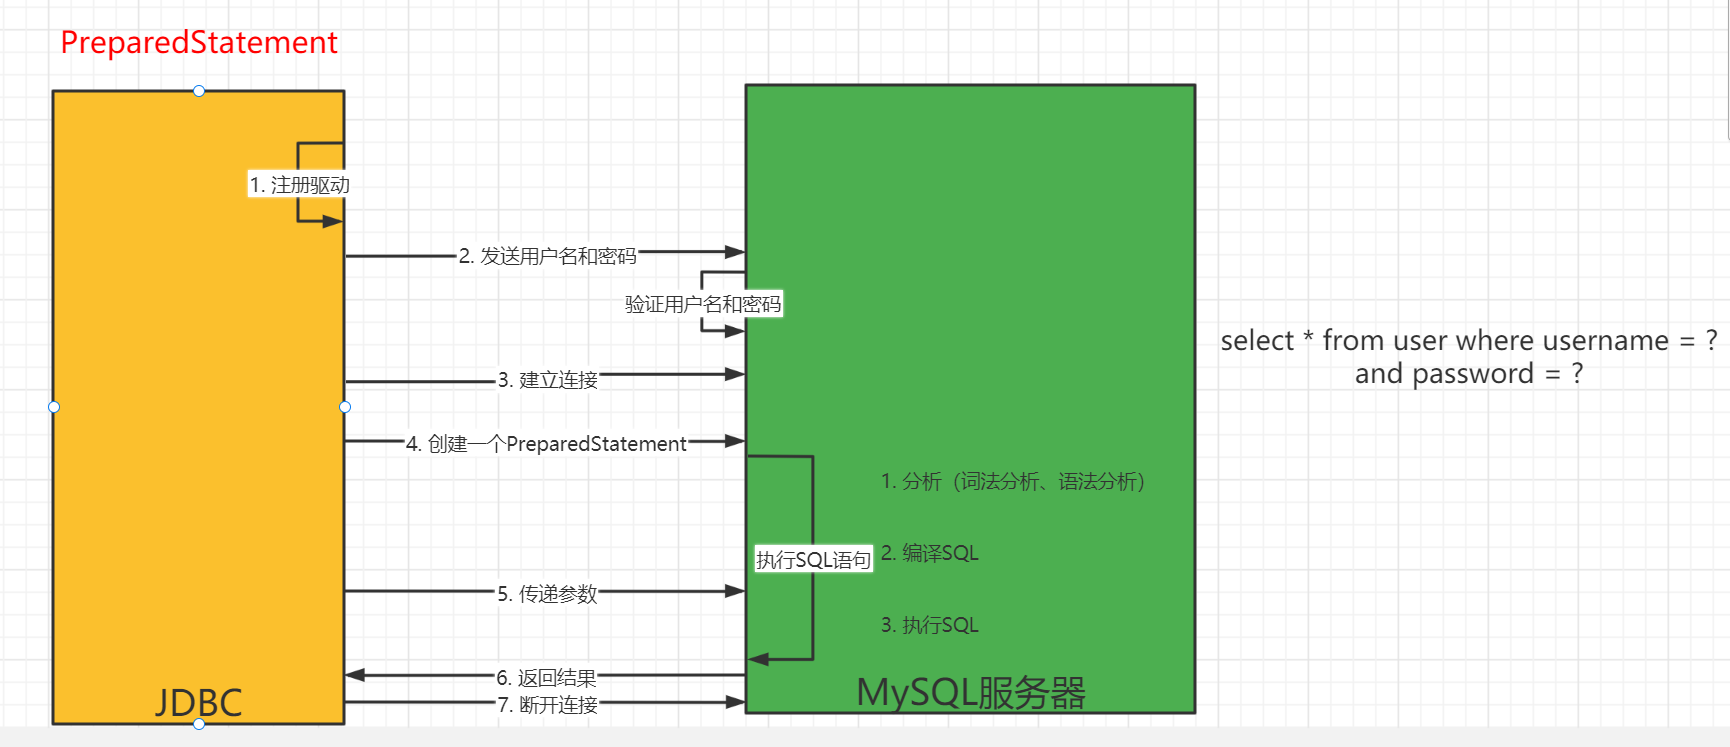 PreparedStatement
1. 注册驱动
2. 发送用户名和密码
验证用户名和密码
3. 建立连接
4. 创建一个PreparedStatement
执行SQL语句
1. 分析（词法分析、语法分析）
2. 编译SQL
3. 执行SQL
5. 传递参数
6. 返回结果
7. 断开连接
JDBC
MySQL服务器
select * from user where username = ?
and password = ?